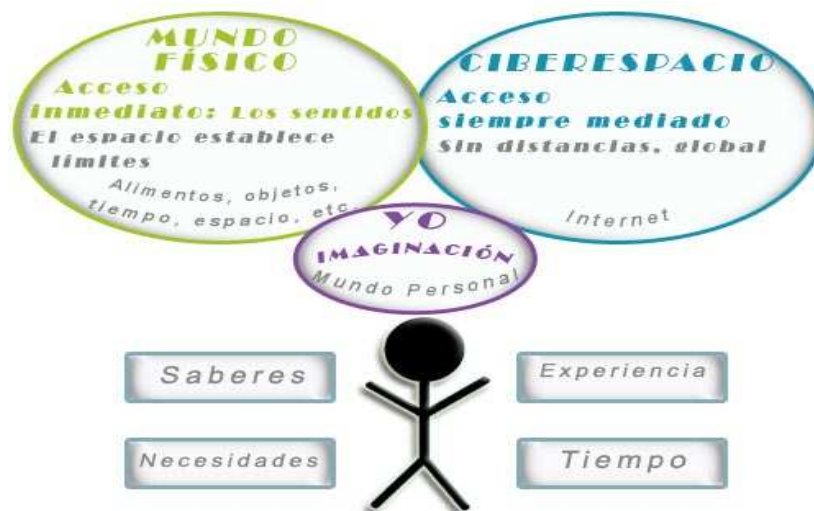 MUNDO
FÍSICO
Acceso
inmediato: Los sentidos
El espacio establece
límites
Alimentos, objetos,
tiempo, espacio, etc.
CIBERESPACIO
Acceso
siempre mediado
Sin distancias, global
Internet
YO
IMAGINACIÓN
Mundo Personal
Saberes
Experiencia
Necesidades
Tiempo